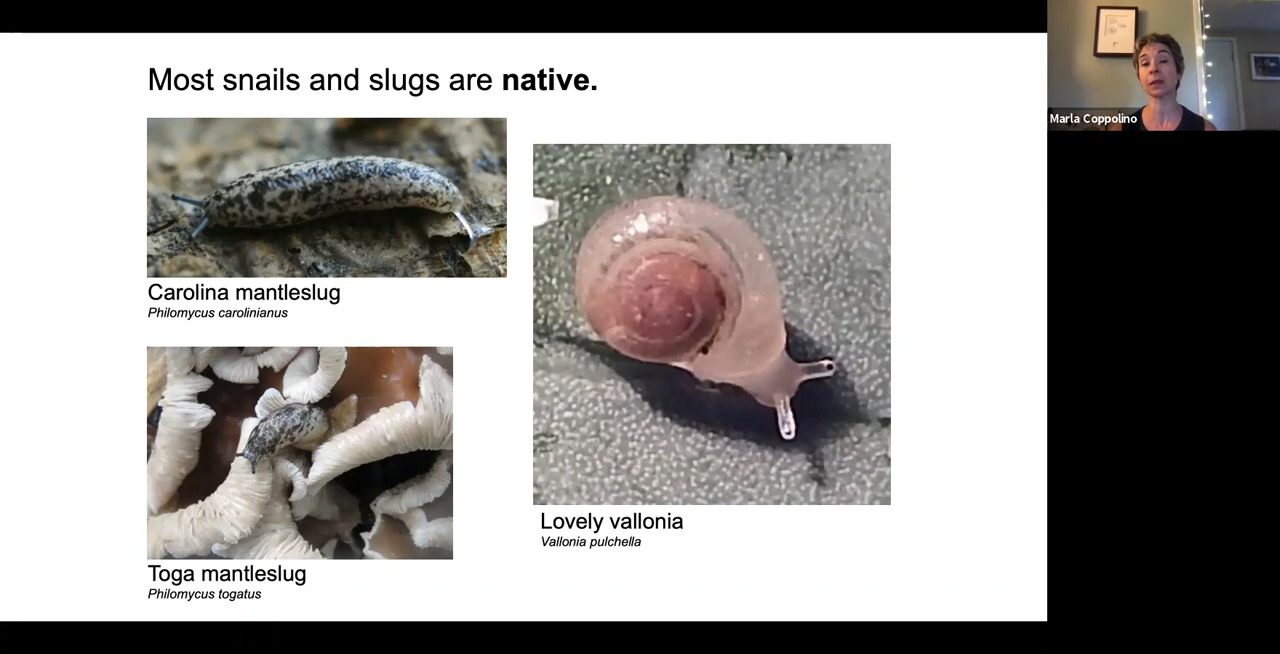 Most snails and slugs are native.
Carolina mantleslug
Philomycus carolinianus
Toga mantleslug
Philomycus togatus
Lovely vallonia
Vallonia pulchella
Marla Coppolino